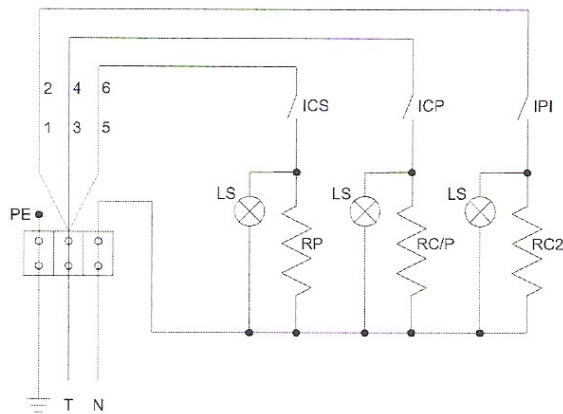 2 4 6
1 3 5
ICS ICP IPI
PE
LS LS LS
RP RC/P RC2
T N